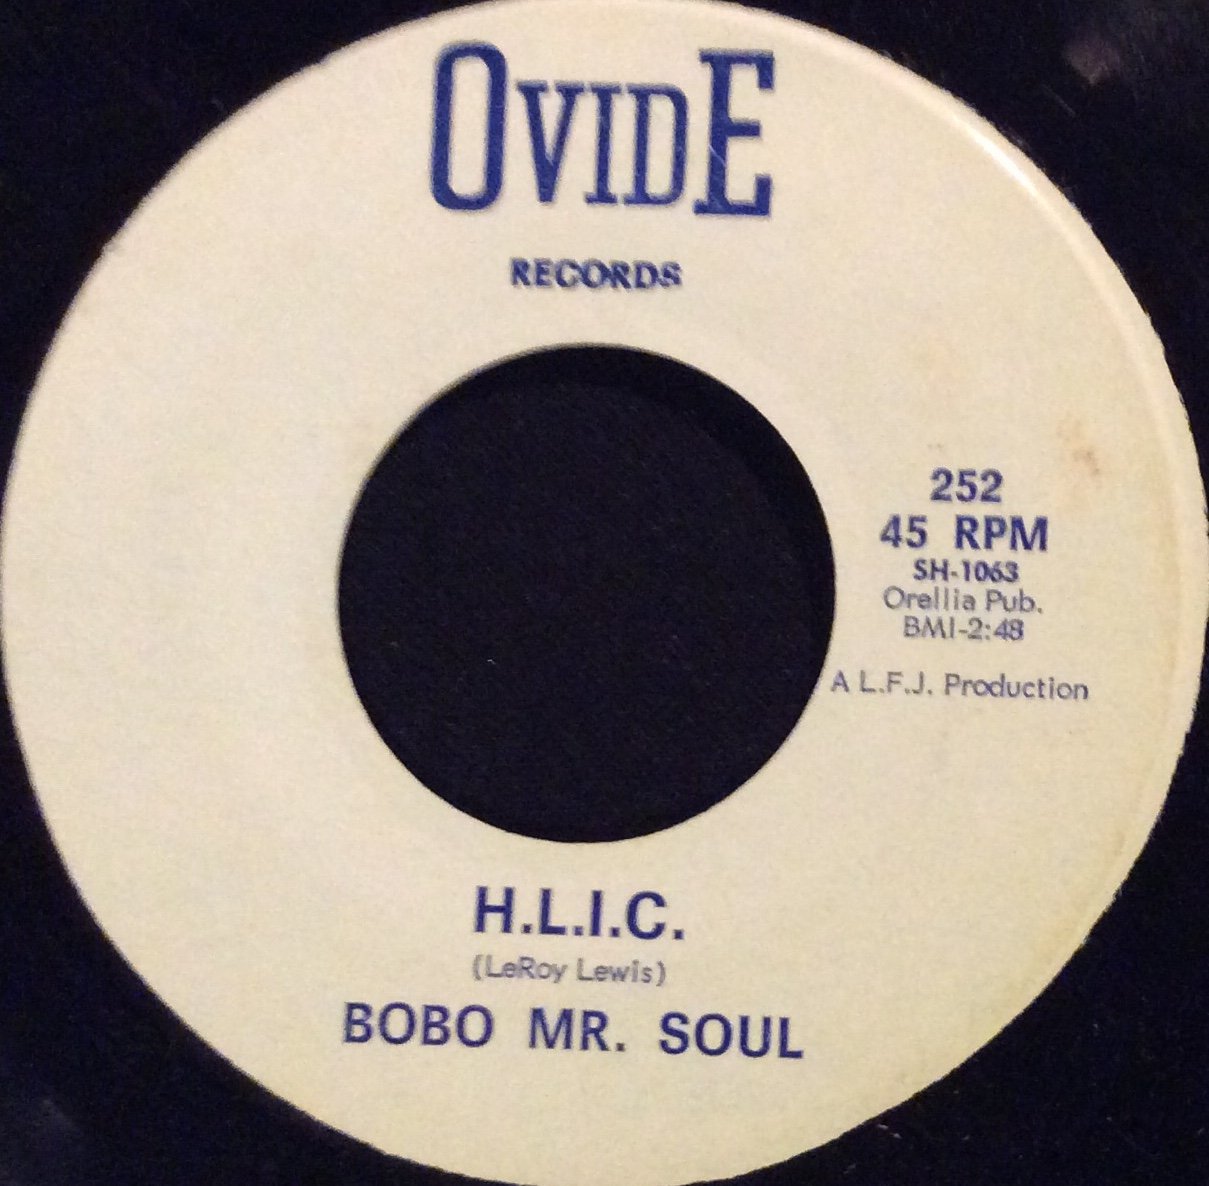 OVIDE
RECORDS
252
45 RPM
SH-1063
Orellia Pub.
BMI-2:48
A L.F.J. Production
H.L.I.C.
(LeRoy Lewis)
BOBO MR. SOUL